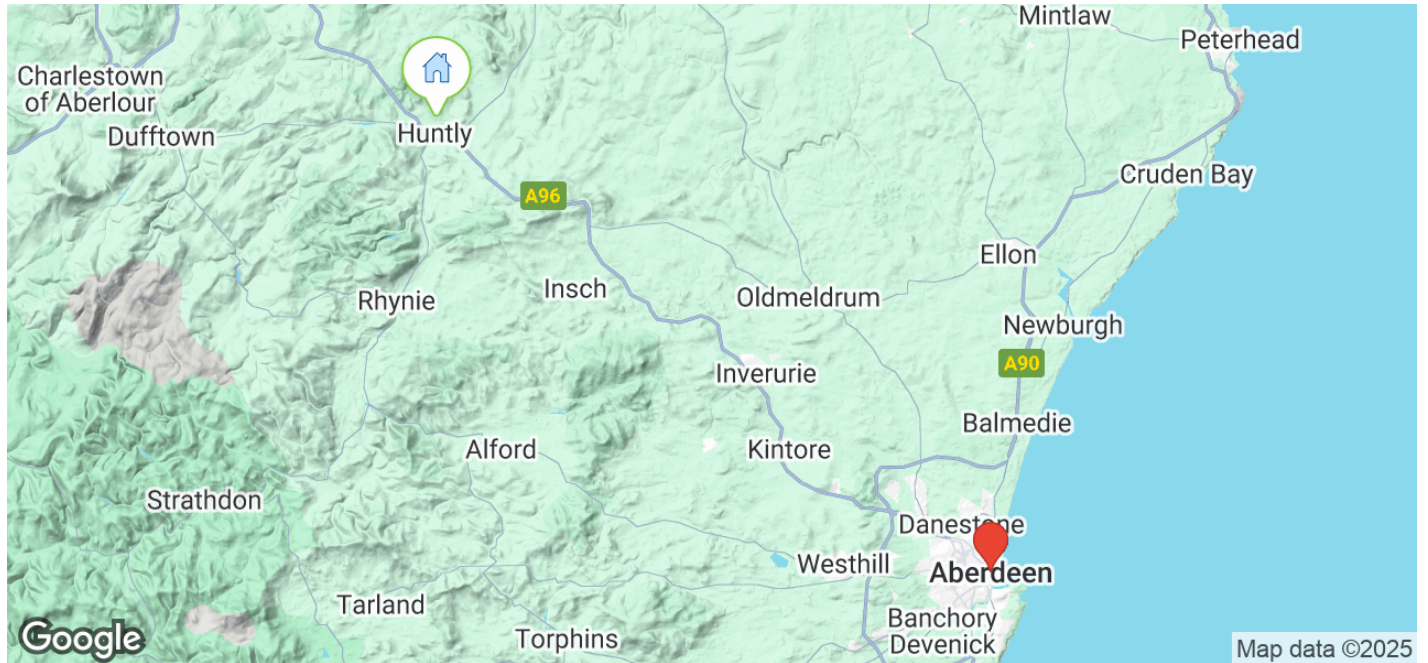 Mintlaw
Peterhead
Charlestown
of Aberlour
Dufftown
Huntly
Cruden Bay
A96
Ellon
Rhynie
Insch
Oldmeldrum
Newburgh
A90
Inverurie
Balmedie
Alford
Kintore
Strathdon
Danestone
Westhill
Aberdeen
Tarland
Banchory
Devenick
Torphins
Google
Map data ©2025